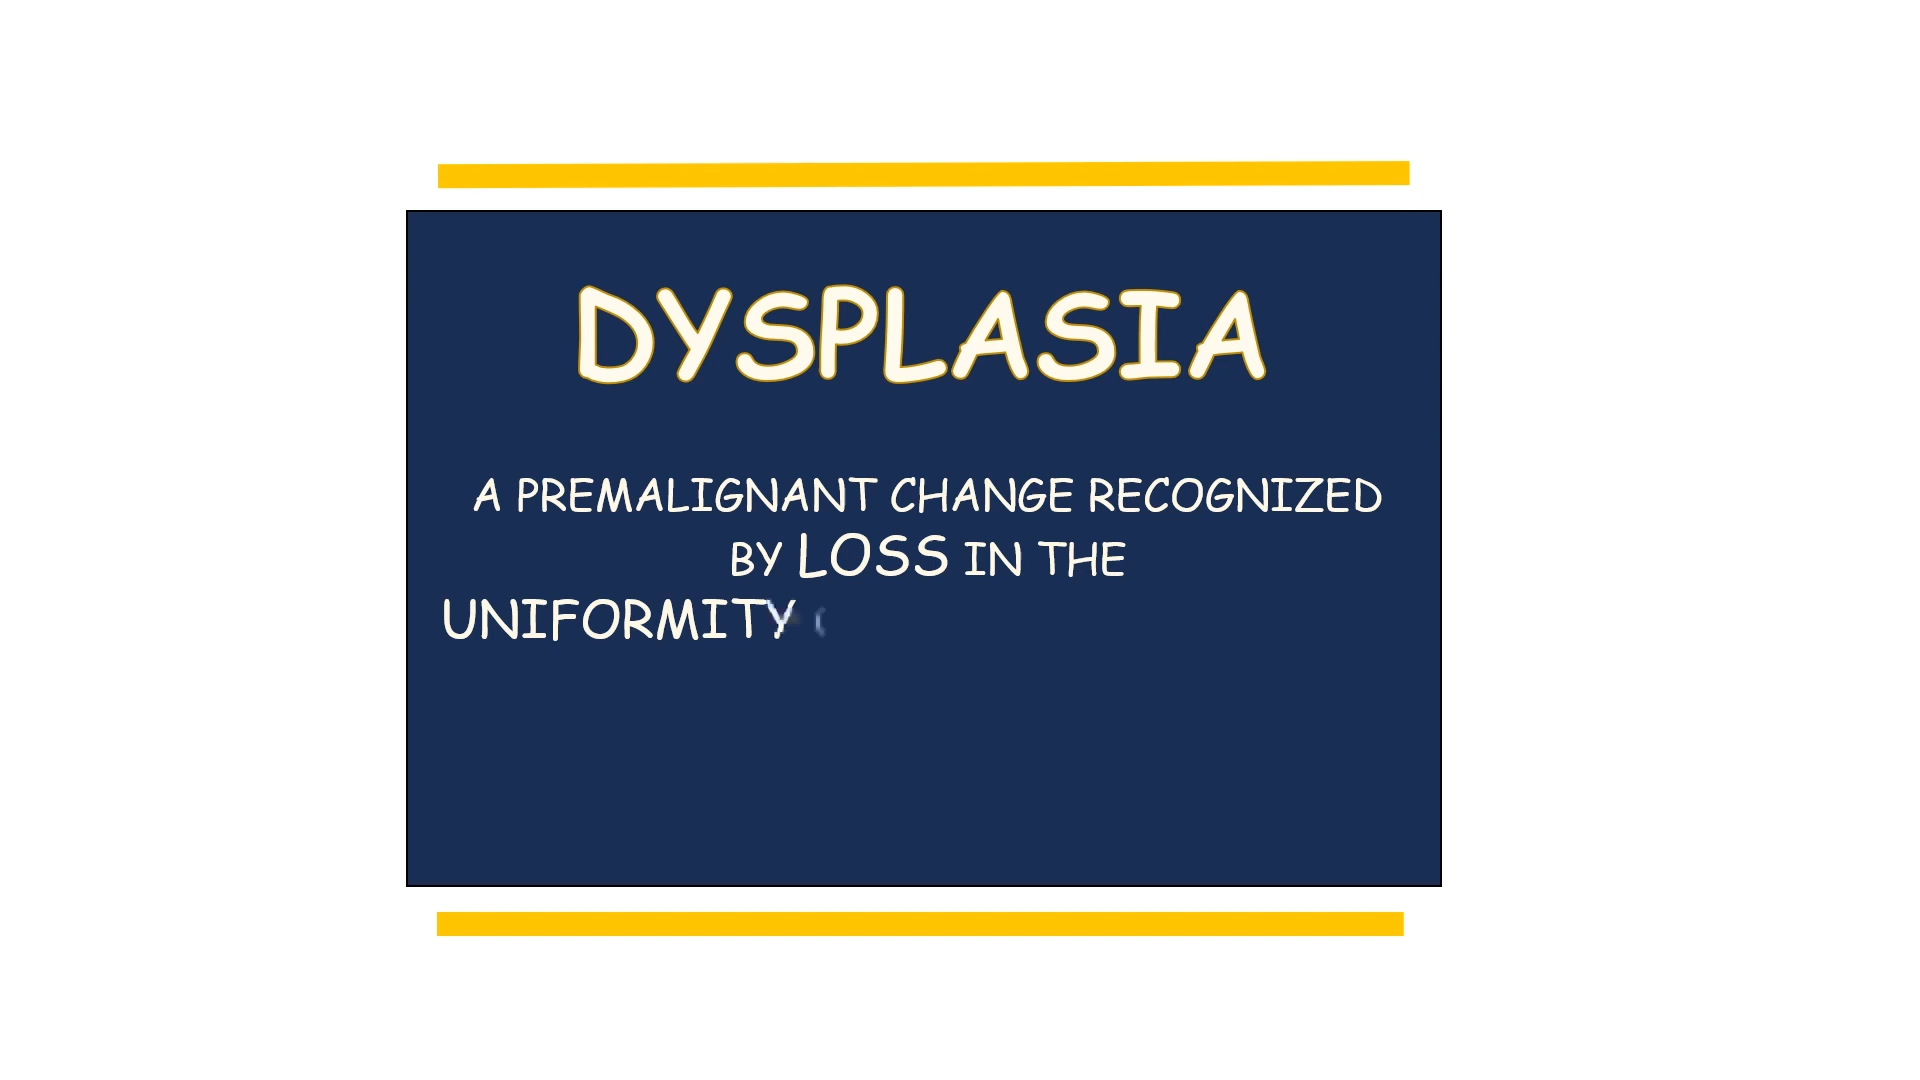 DYSPLASIA
A PREMALIGNANT CHANGE RECOGNIZED
BY LOSS IN THE
UNIFORMITY